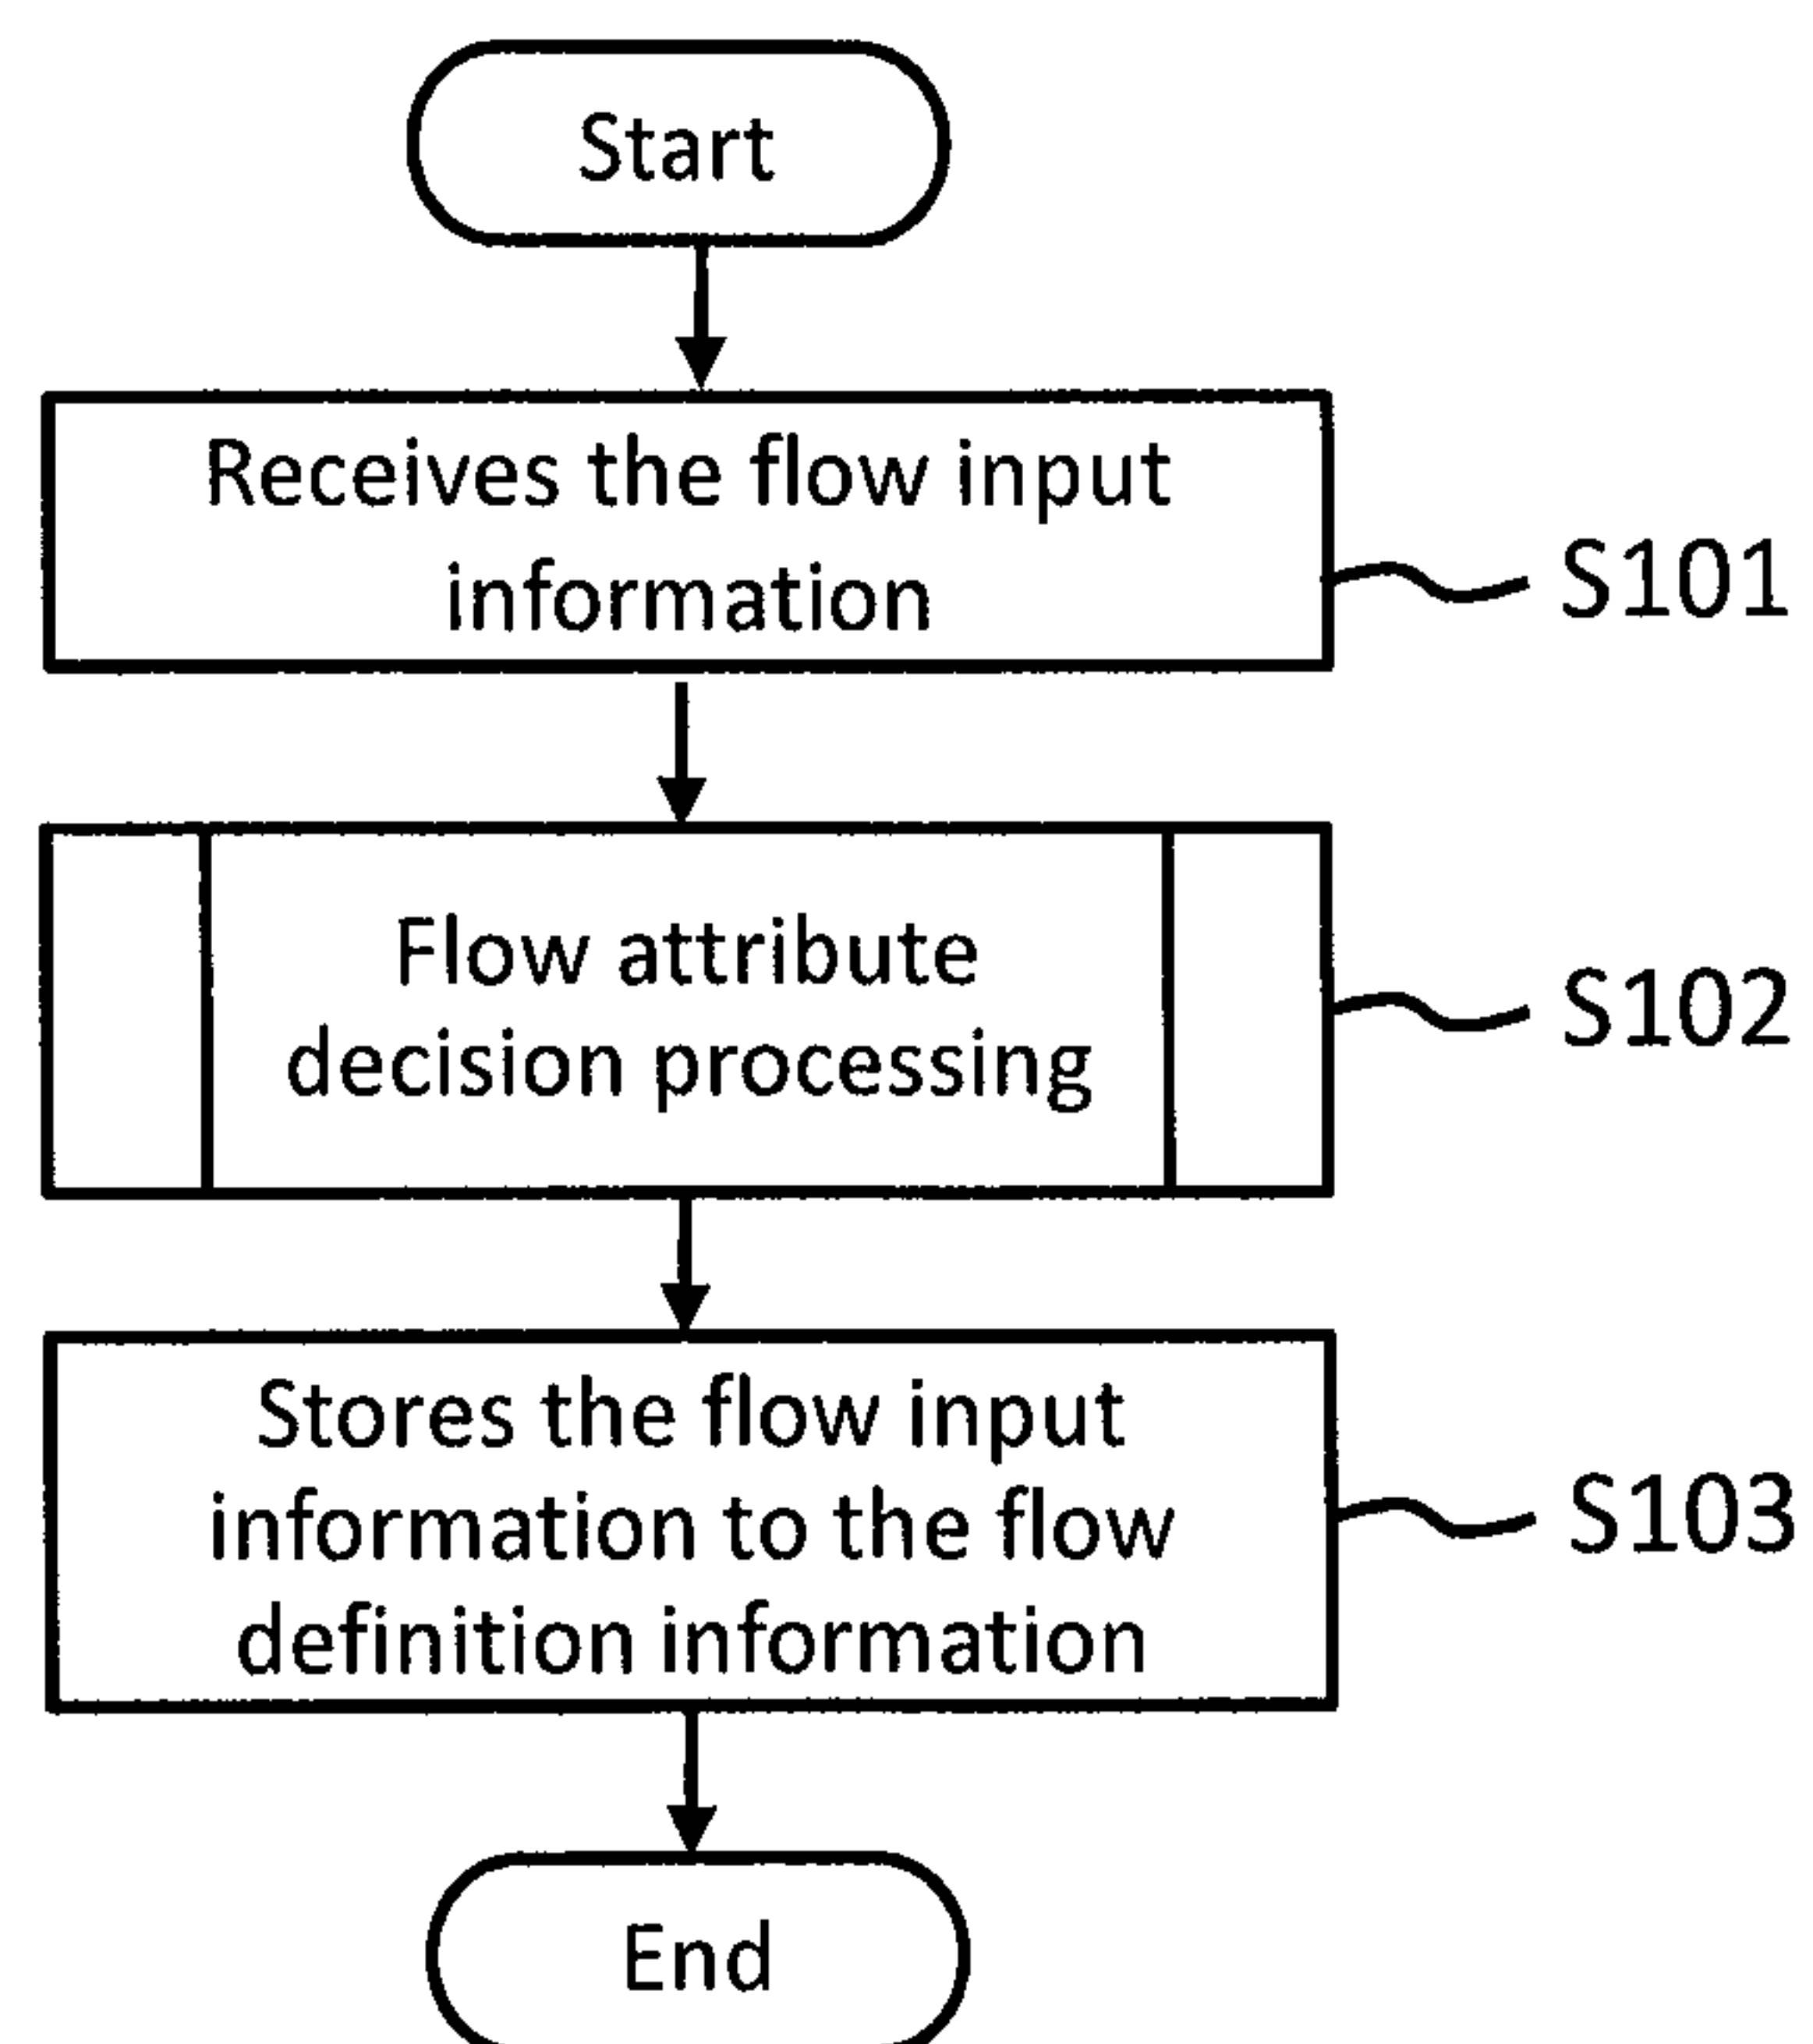 Start
Receives the flow input
information
S101
Flow attribute
decision processing
S102
Stores the flow input
information to the flow
definition information
S103
End